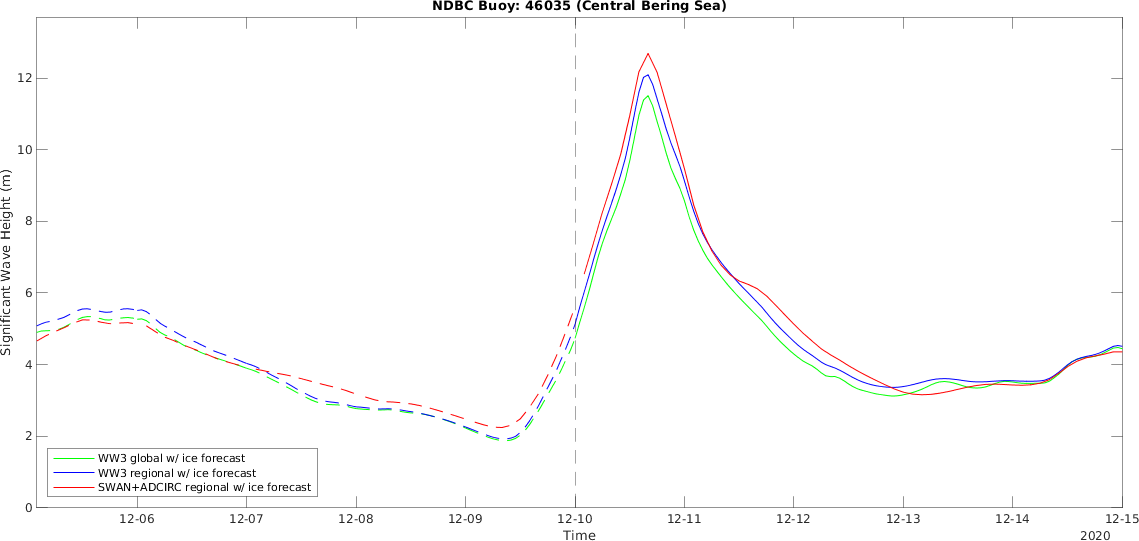 NDBC Buoy: 46035 (Central Bering Sea)
Significant Wave Height (m)
12
10
8
6
4
2
0
WW3 global w/ ice forecast
WW3 regional w/ ice forecast
SWAN+ADCIRC regional w/ ice forecast
12-06 12-07 12-08 12-09 12-10 12-11 12-12 12-13 12-14 12-15
Time
2020